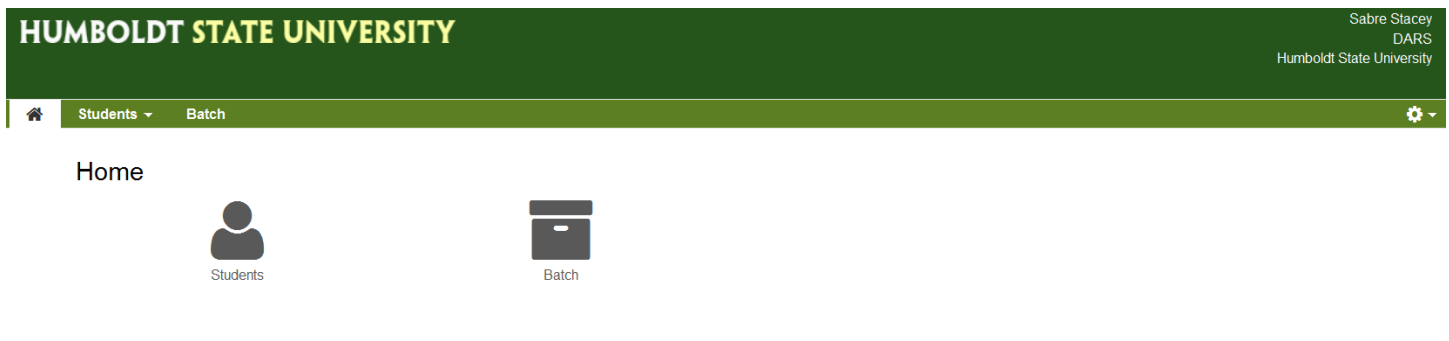 HUMBOLDT STATE UNIVERSITY
Sabre Stacey
DARS
Humboldt State University
Students Batch
Home
Students Batch